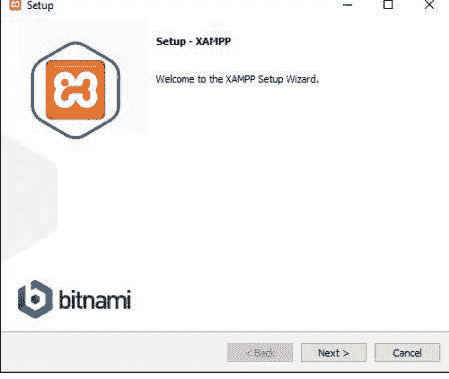 Setup
Setup - XAMPP
Welcome to the XAMPP Setup Wizard.
bitnami
< Back
Next >
Cancel